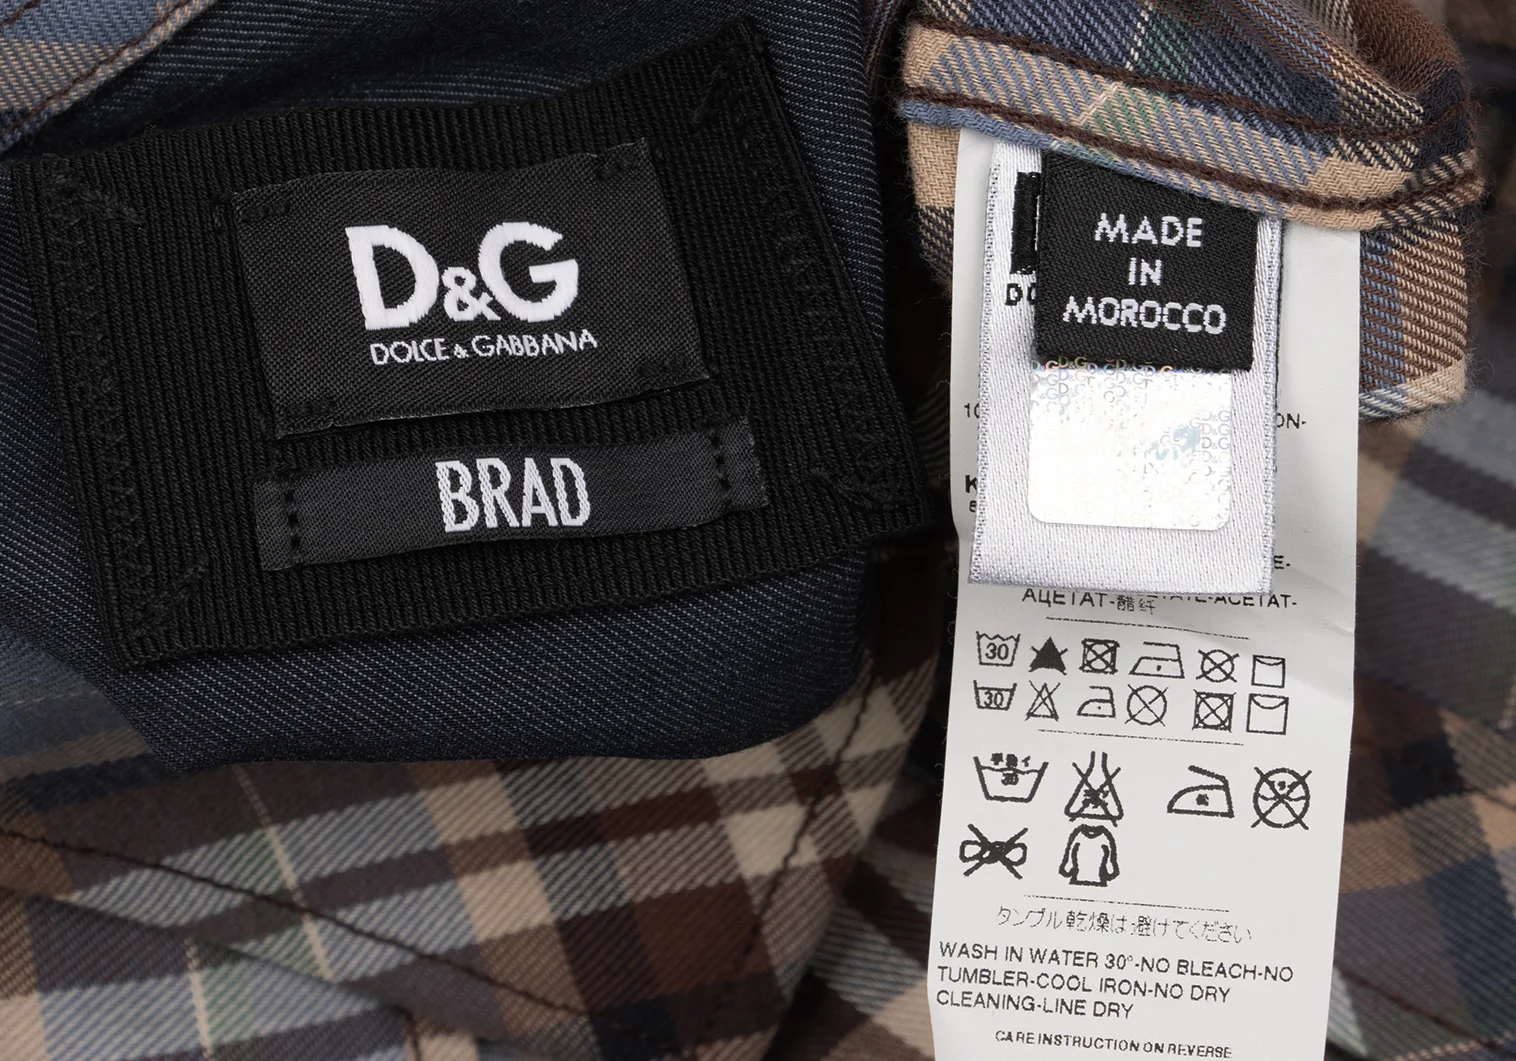 D&G
DOLCE & GABBANA
BRAD
MADE
IN
MOROCCO
АЦЕТАТ-醋纤
-ACETAT-
30
30
タンブル乾燥は避けてください
WASH IN WATER 30°-NO BLEACH-NO
TUMBLER-COOL IRON-NO DRY
CLEANING-LINE DRY
CARE INSTRUCTION ON REVERSE